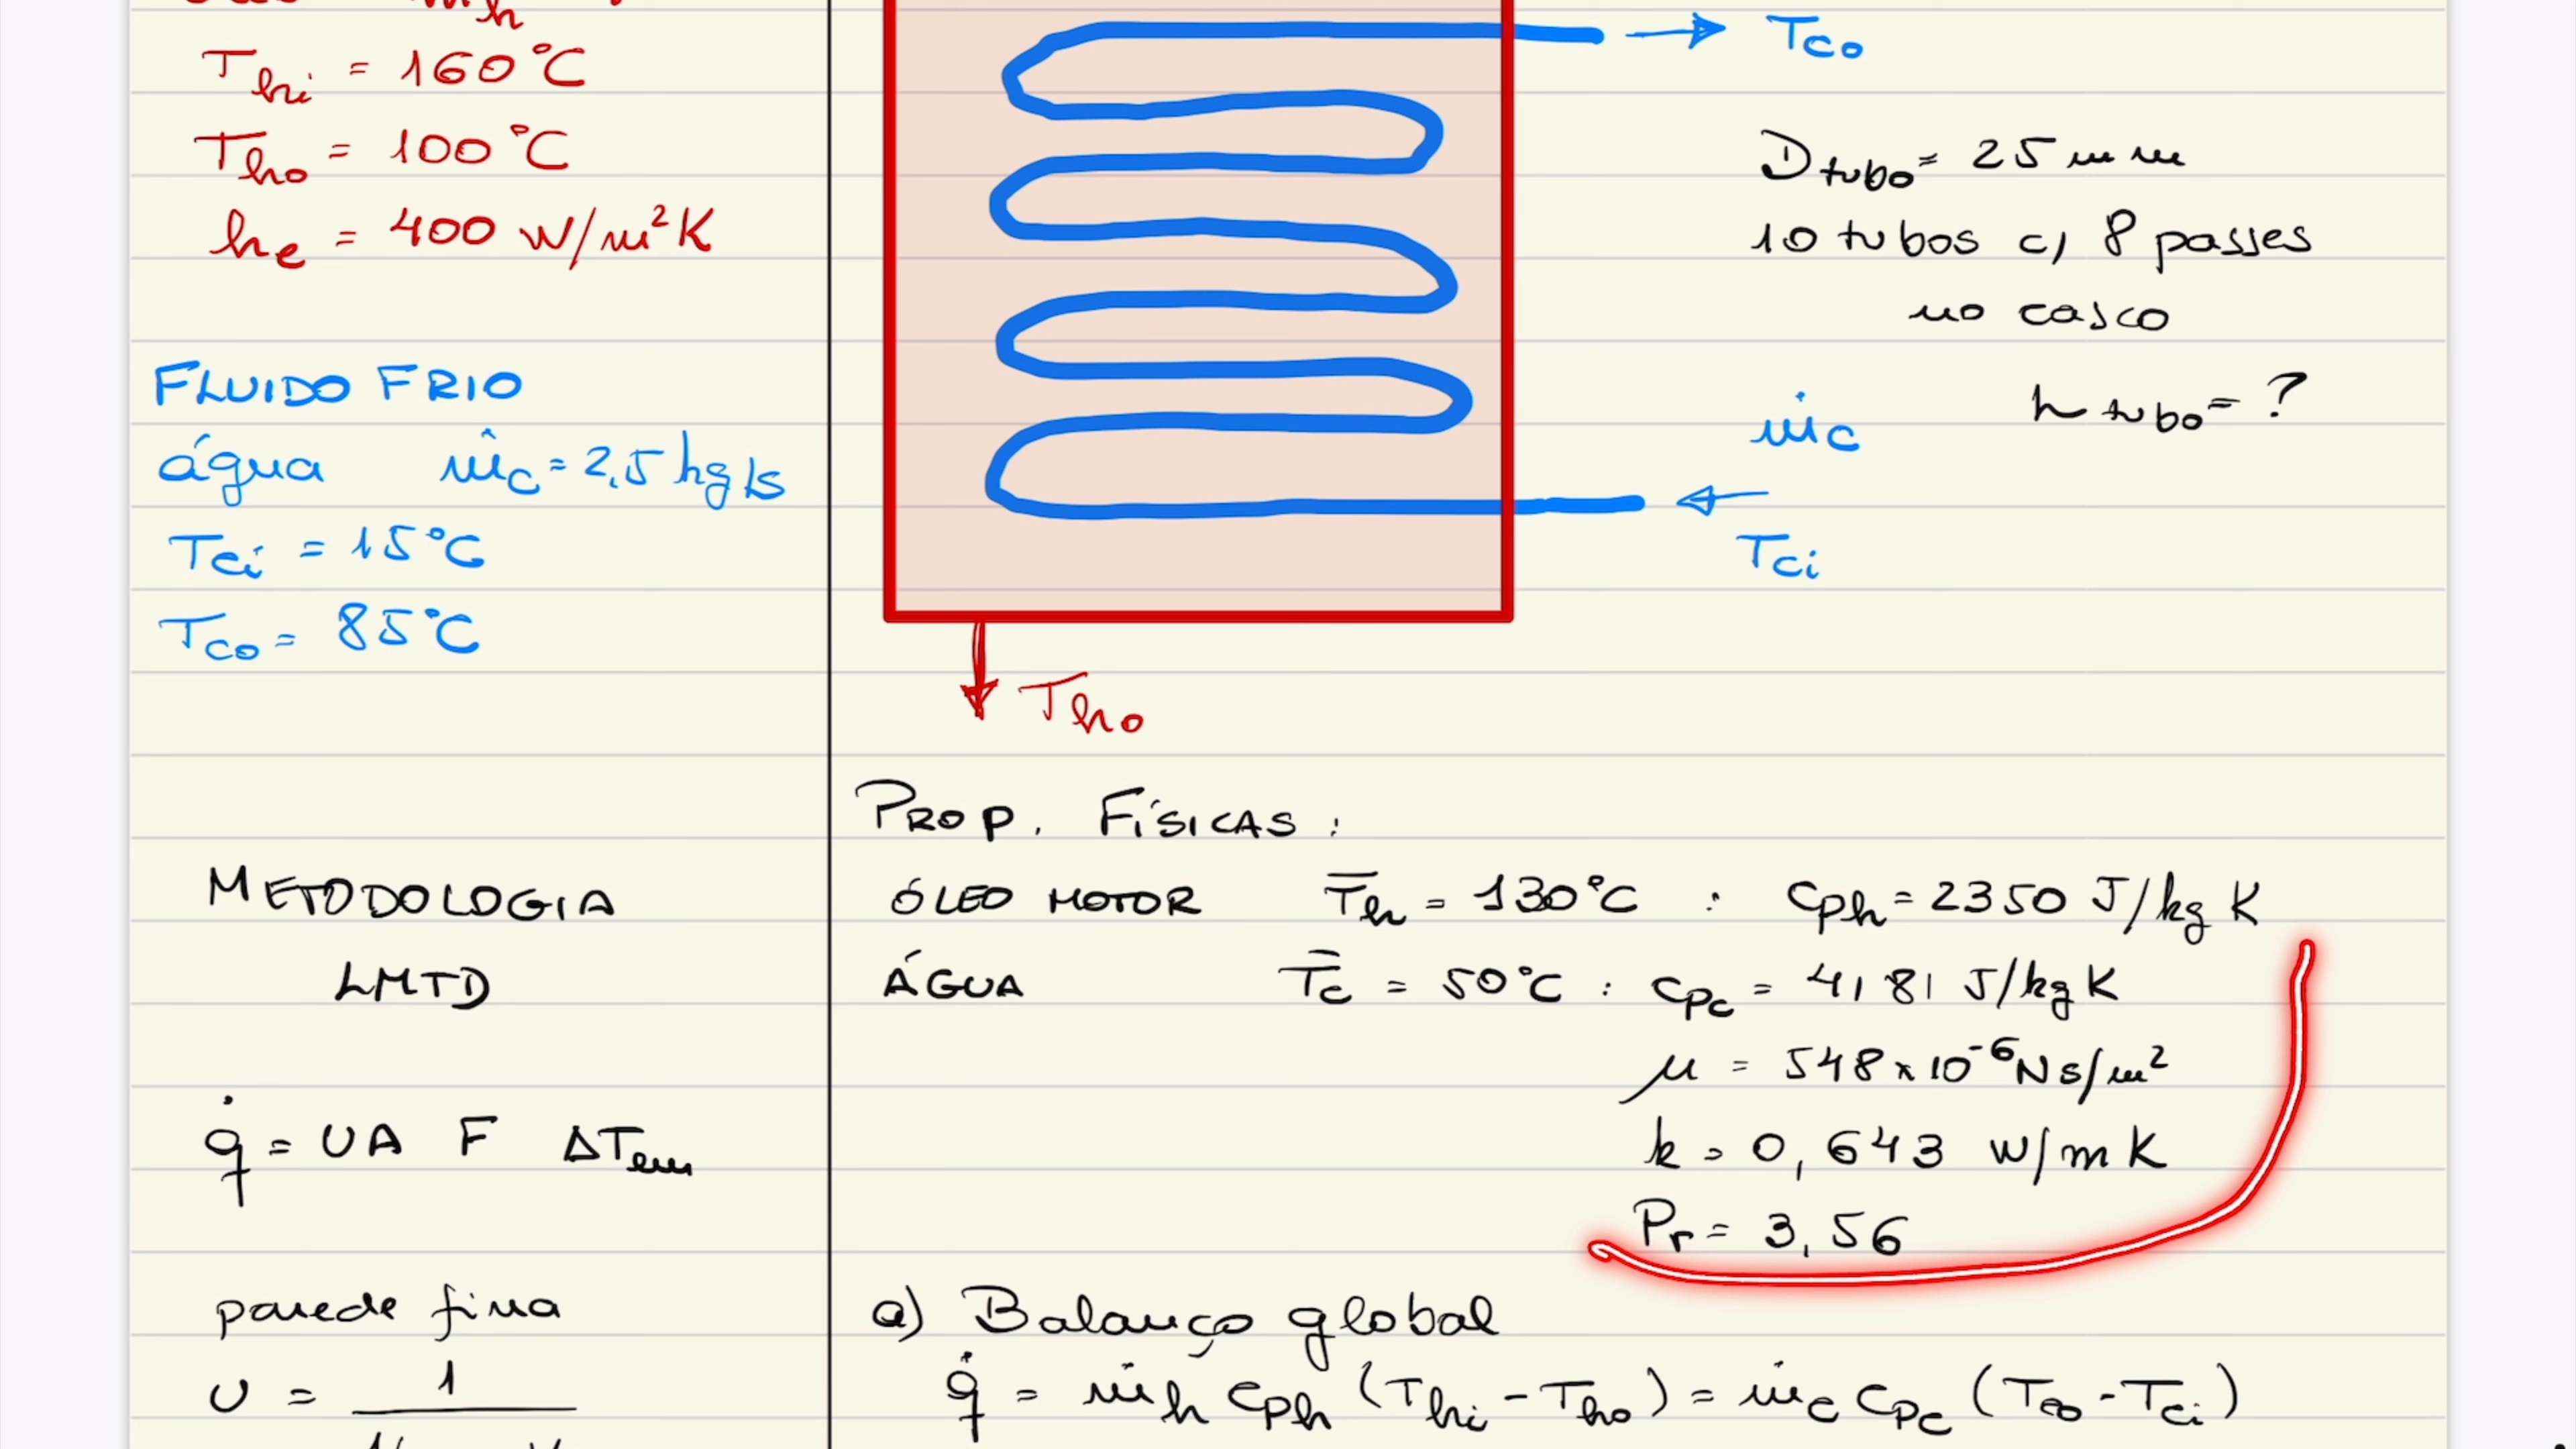 T_hi = 160°C
T_ho = 100°C
h_e = 400 W/m²K
FLUIDO FRIO
água ṁ_c = 2,5 kg/s
T_ci = 15°C
T_co = 85°C
T_co
D_tubo = 25 mm
10 tubos c/ 8 passes
no casco
h_tubo = ?
ṁ_c
T_ci
T_ho
METODOLOGIA
LMTD
q̇ = UA F ΔT_em
parede fina
U = 1
PROP. FÍSICAS :
ÓLEO MOTOR T̄_h = 130°C : c_ph = 2350 J/kg K
ÁGUA T̄_c = 50°C : c_pc = 4181 J/kg K
μ = 548 x 10⁻⁶ N s/m²
k = 0,643 W/m K
Pr = 3,56
a) Balanço global
q̇ = ṁ_h c_ph (T_hi - T_ho) = ṁ_c c_pc (T_co - T_ci)